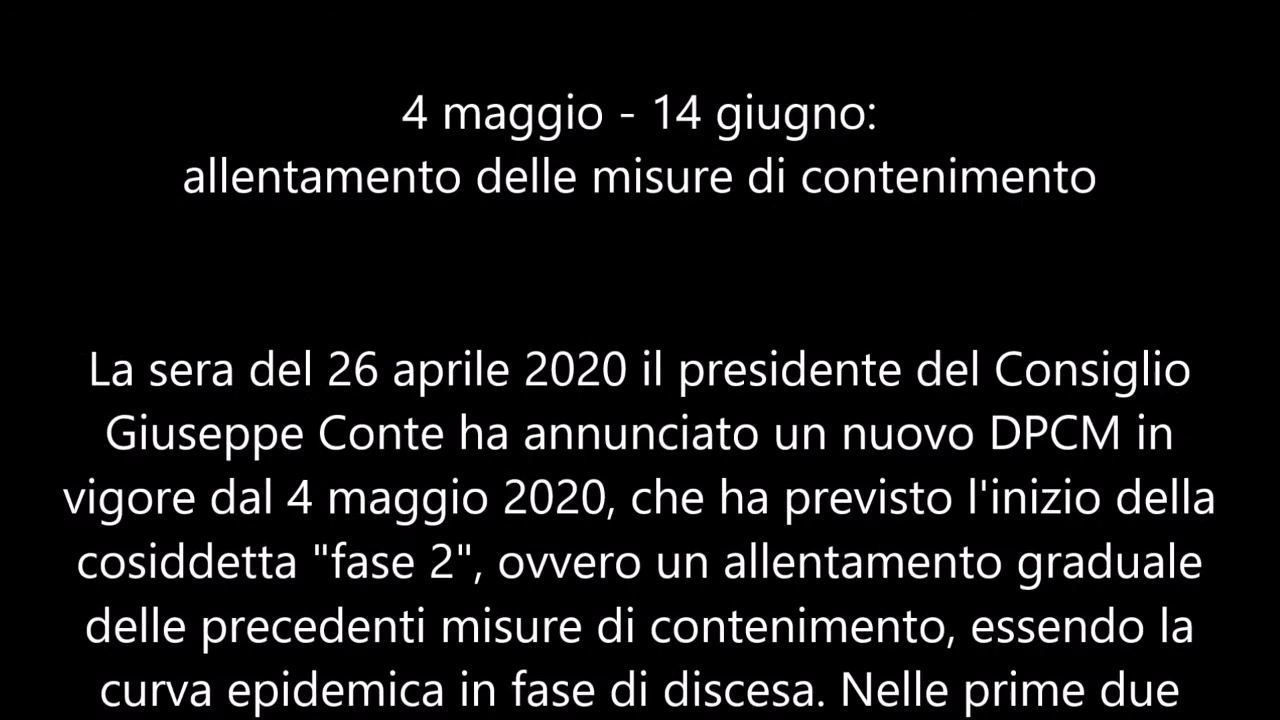 4 maggio - 14 giugno:
allentamento delle misure di contenimento
La sera del 26 aprile 2020 il presidente del Consiglio
Giuseppe Conte ha annunciato un nuovo DPCM in
vigore dal 4 maggio 2020, che ha previsto l'inizio della
cosiddetta "fase 2", ovvero un allentamento graduale
delle precedenti misure di contenimento, essendo la
curva epidemica in fase di discesa. Nelle prime due